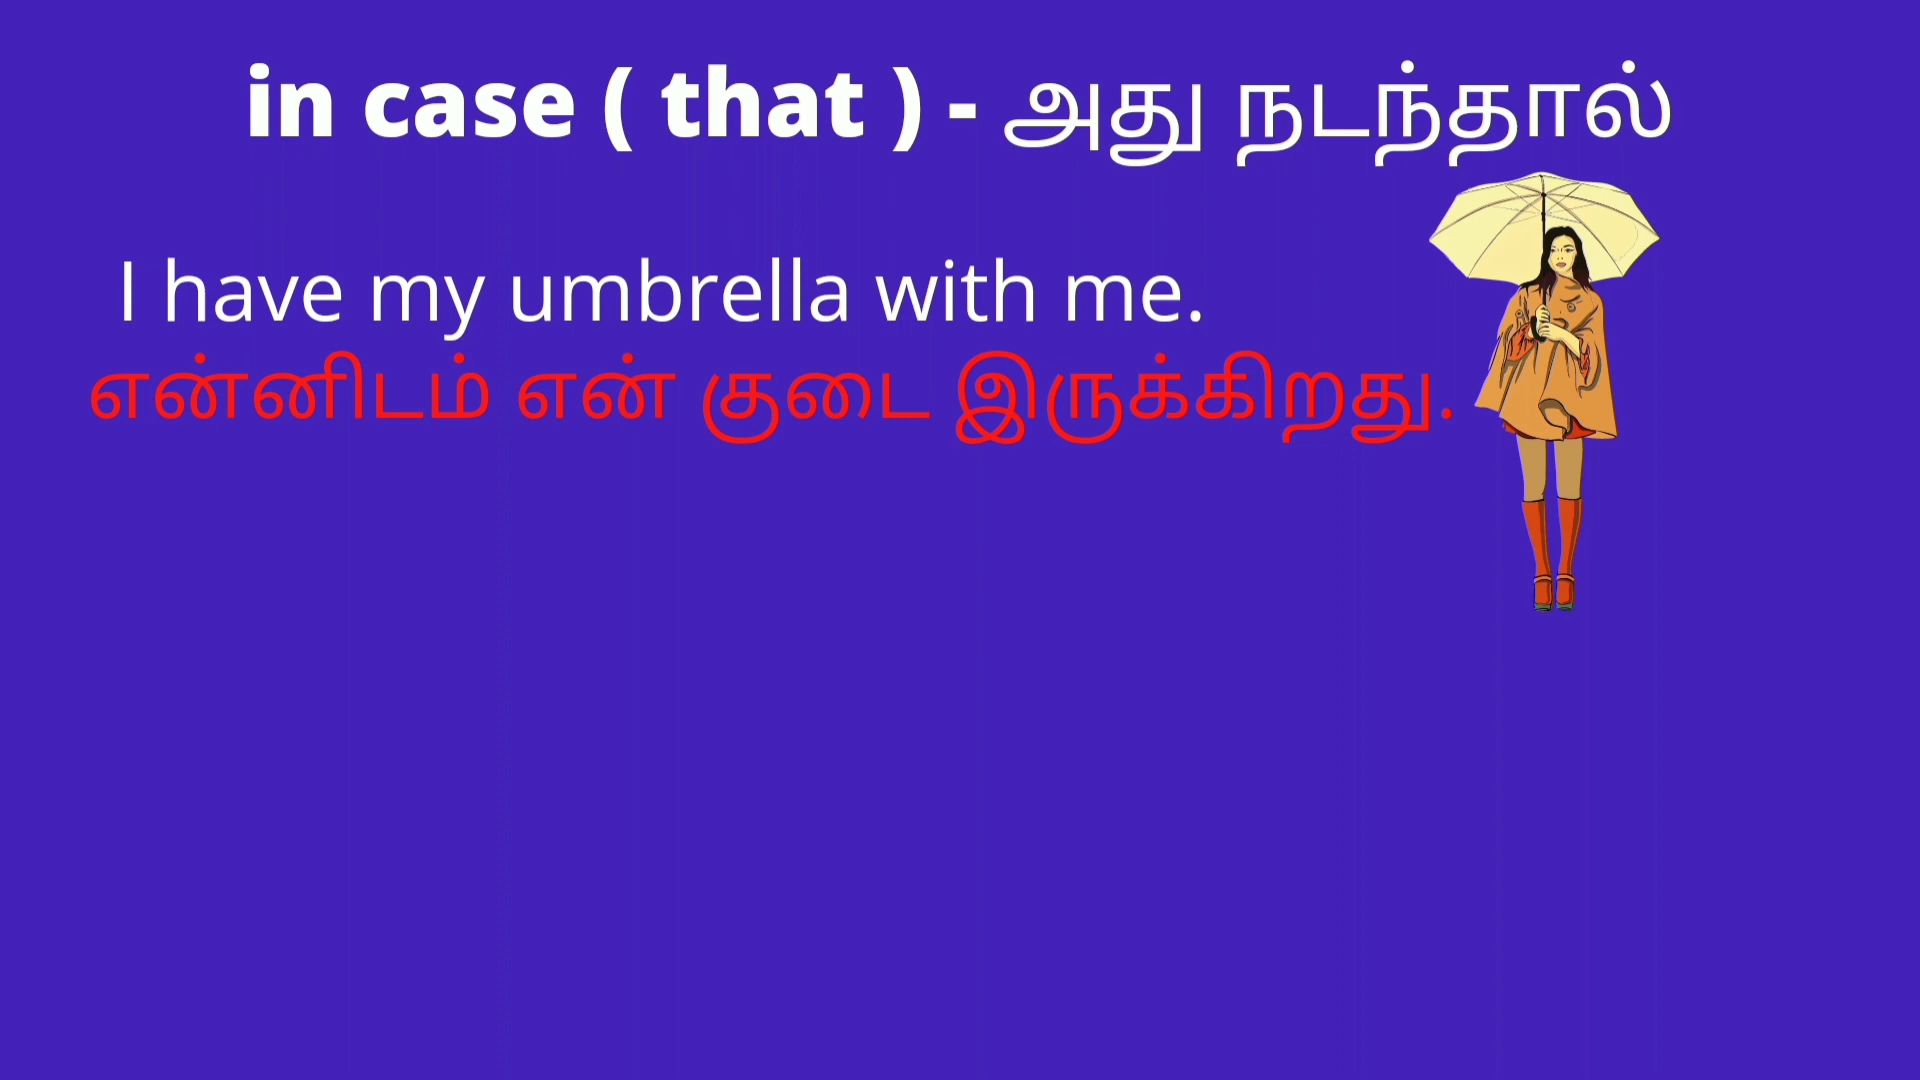 in case ( that ) - அது நடந்தால்
I have my umbrella with me.
என்னிடம் என் குடை இருக்கிறது.